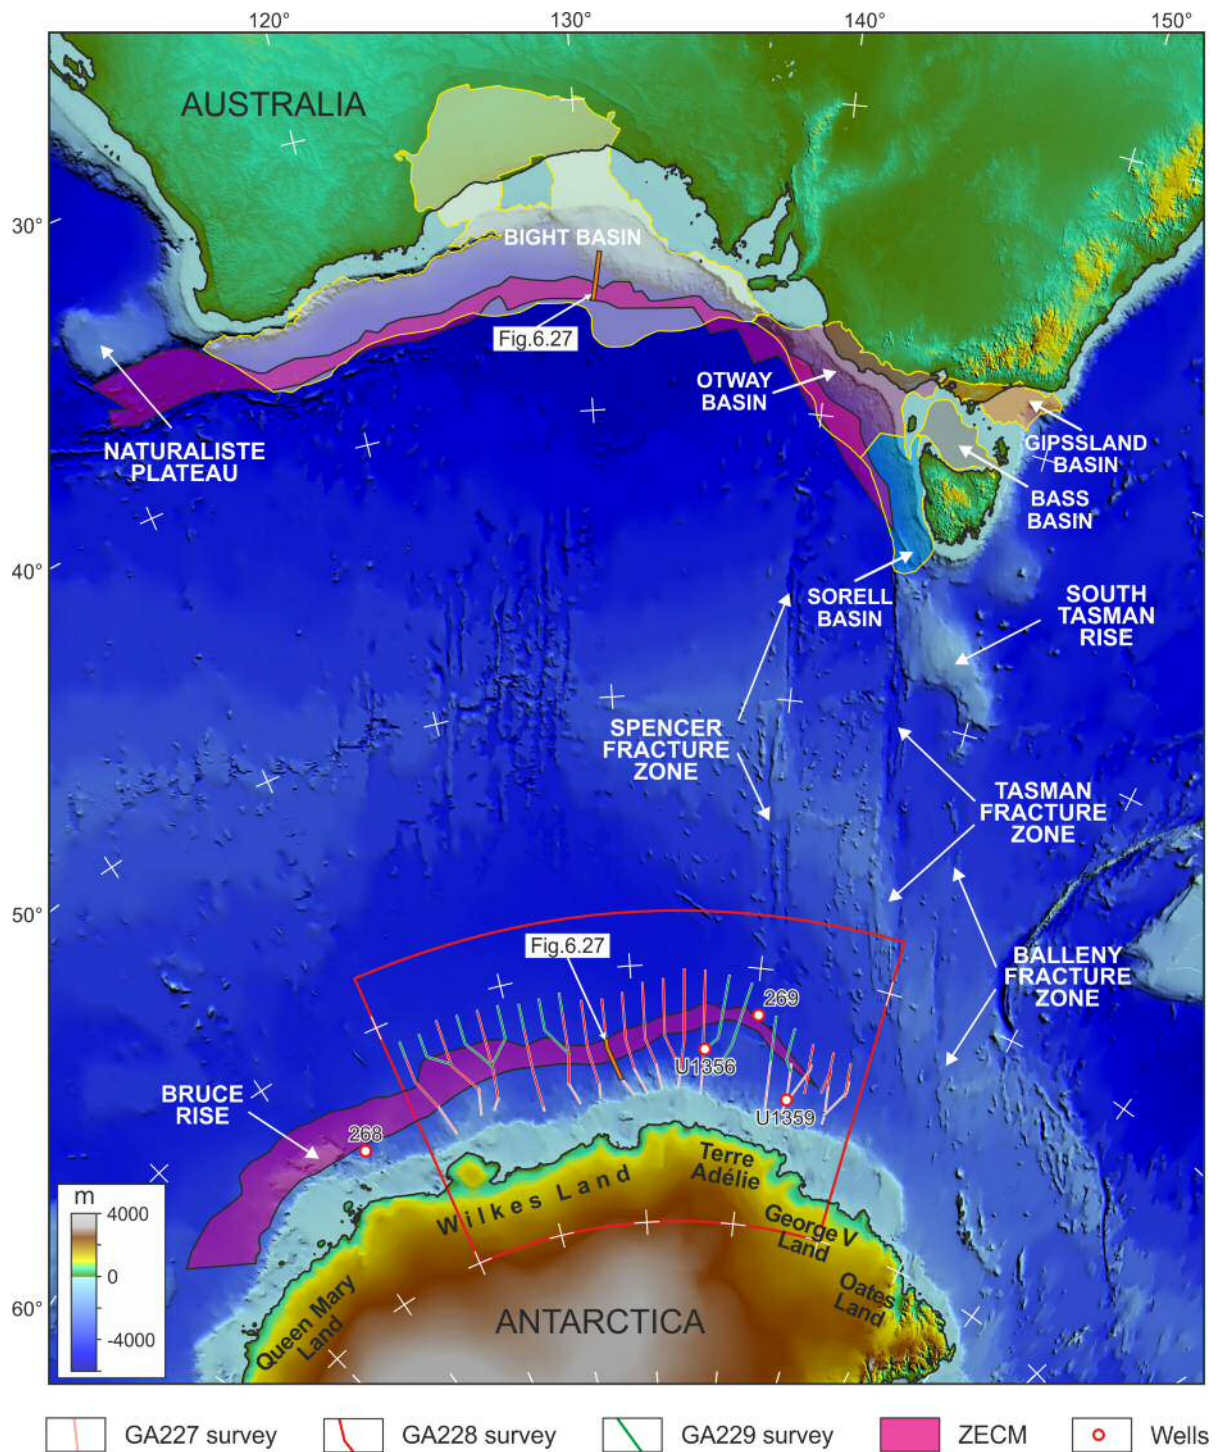 120°
130°
140°
150°
AUSTRALIA
30°
BIGHT BASIN
Fig.6.27
OTWAY
BASIN
NATURALISTE
PLATEAU
GIPSSLAND
BASIN
BASS
BASIN
40°
SORELL
BASIN
SOUTH
TASMAN
RISE
SPENCER
FRACTURE
ZONE
TASMAN
FRACTURE
ZONE
50°
Fig.6.27
BALLENY
FRACTURE
ZONE
269
U1356
BRUCE
RISE
U1359
268
Terre
Adélie
Wilkes Land
George V
Land
m
4000
0
-4000
60°
Queen Mary
Land
Oates
Land
ANTARCTICA
GA227 survey
GA228 survey
GA229 survey
ZECM
Wells